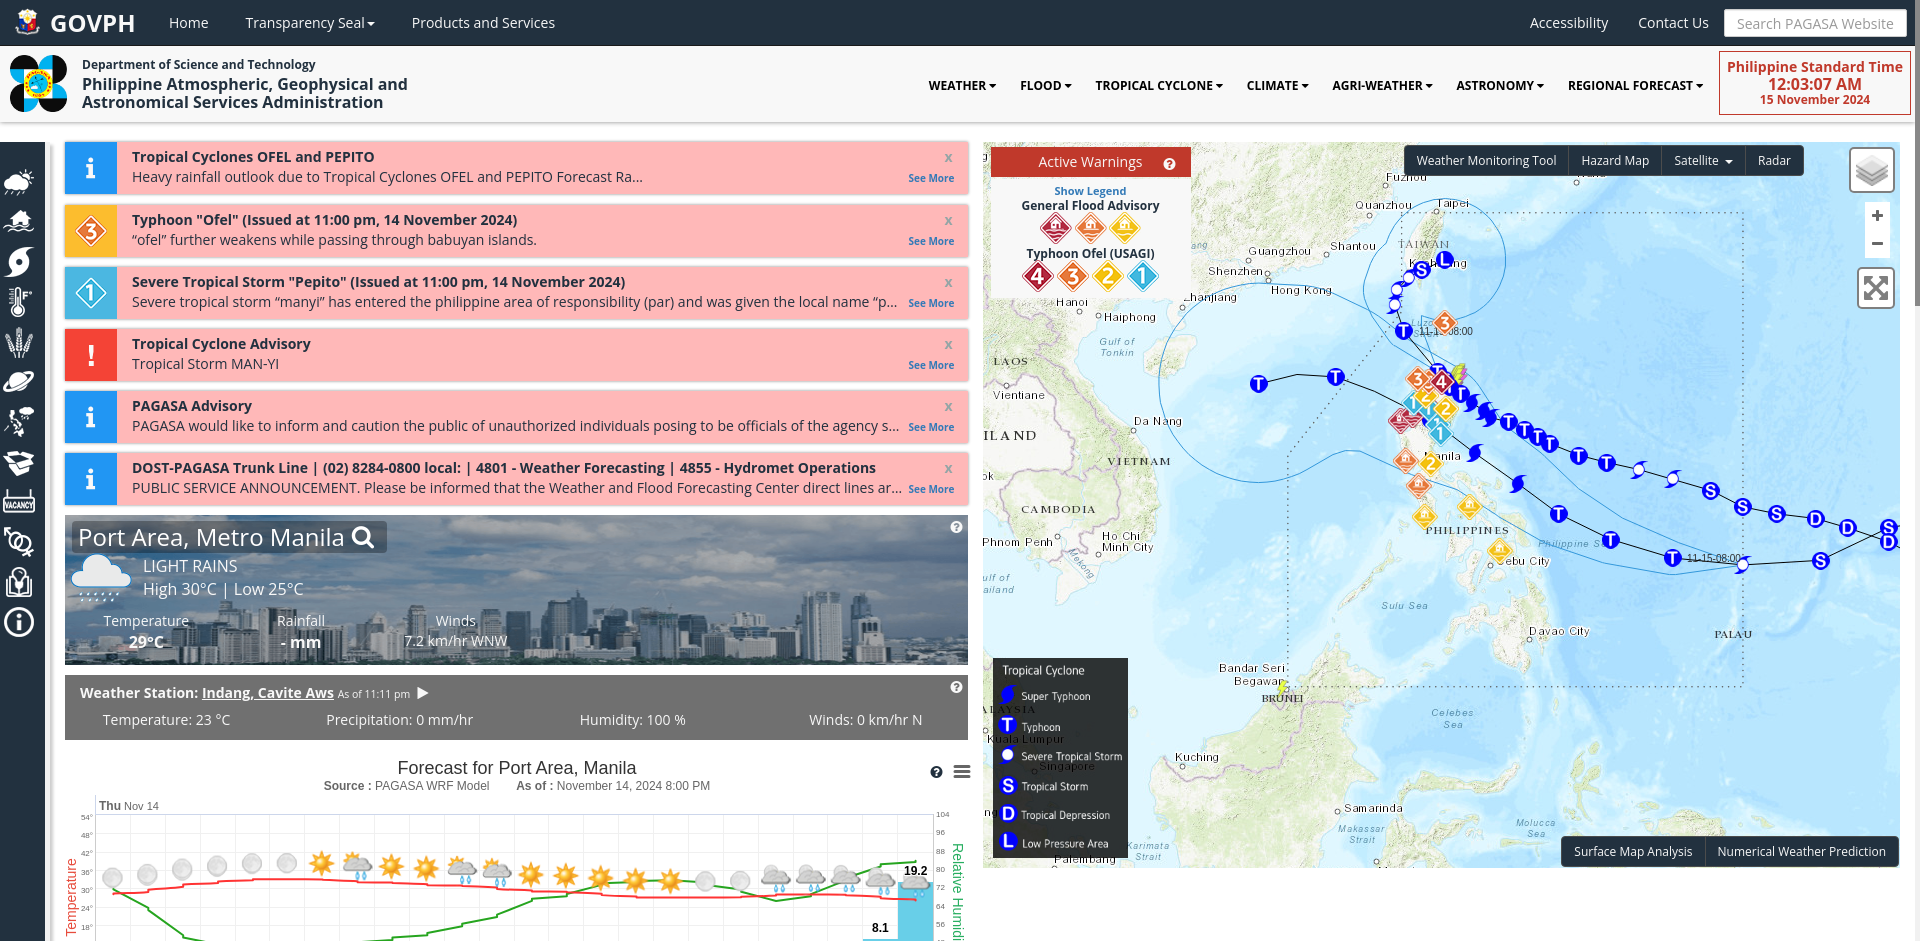 GOVPH
Home
Transparency Seal
Products and Services
Accessibility
Contact Us
Search PAGASA Website
Department of Science and Technology
Philippine Atmospheric, Geophysical and
Astronomical Services Administration
WEATHER
FLOOD
TROPICAL CYCLONE
CLIMATE
AGRI-WEATHER
ASTRONOMY
REGIONAL FORECAST
Philippine Standard Time
12:03:07 AM
15 November 2024
Tropical Cyclones OFEL and PEPITO
x
Heavy rainfall outlook due to Tropical Cyclones OFEL and PEPITO Forecast Ra...
See More
3
Typhoon "Ofel" (Issued at 11:00 pm, 14 November 2024)
x
“ofel” further weakens while passing through babuyan islands.
See More
1
Severe Tropical Storm "Pepito" (Issued at 11:00 pm, 14 November 2024)
x
Severe tropical storm “manyi” has entered the philippine area of responsibility (par) and was given the local name “p...
See More
Tropical Cyclone Advisory
x
Tropical Storm MAN-YI
See More
PAGASA Advisory
x
PAGASA would like to inform and caution the public of unauthorized individuals posing to be officials of the agency s...
See More
DOST-PAGASA Trunk Line | (02) 8284-0800 local: | 4801 - Weather Forecasting | 4855 - Hydromet Operations
x
PUBLIC SERVICE ANNOUNCEMENT. Please be informed that the Weather and Flood Forecasting Center direct lines ar...
See More
VACANCY
Port Area, Metro Manila
LIGHT RAINS
High 30°C | Low 25°C
Temperature
Rainfall
Winds
29°C
- mm
7.2 km/hr WNW
Weather Station: Indang, Cavite Aws As of 11:11 pm
Temperature: 23 °C
Precipitation: 0 mm/hr
Humidity: 100 %
Winds: 0 km/hr N
Forecast for Port Area, Manila
Source : PAGASA WRF Model As of : November 14, 2024 8:00 PM
Thu Nov 14
54°
48°
42°
36°
30°
24°
18°
Temperature
104
96
88
80
72
64
56
Relative Humidi
19.2
8.1
Active Warnings
Show Legend
General Flood Advisory
Typhoon Ofel (USAGI)
4
3
2
1
Weather Monitoring Tool
Hazard Map
Satellite
Radar
+
−
Fuzhou
Quanzhou
Taipei
TAIWAN
Guangzhou
Shantou
Shenzhen
Hong Kong
Zhanjiang
Hanoi
Haiphong
Gulf of
Tonkin
LAOS
Vientiane
Da Nang
ILAND
VIETNAM
CAMBODIA
Phnom Penh
Ho Chi
Minh City
Mekong
11-15-08:00
Manila
PHILIPPINES
Philippine S
11-15-08:00
Cebu City
Sulu Sea
Davao City
PALAU
Bandar Seri
Begawan
BRUNEI
Celebes
Sea
Kuching
Kuala Lumpur
Singapore
Samarinda
Makassar
Strait
Molucca
Sea
Karimata
Strait
Palembang
Tropical Cyclone
Super Typhoon
T Typhoon
Severe Tropical Storm
S Tropical Storm
D Tropical Depression
L Low Pressure Area
Surface Map Analysis
Numerical Weather Prediction